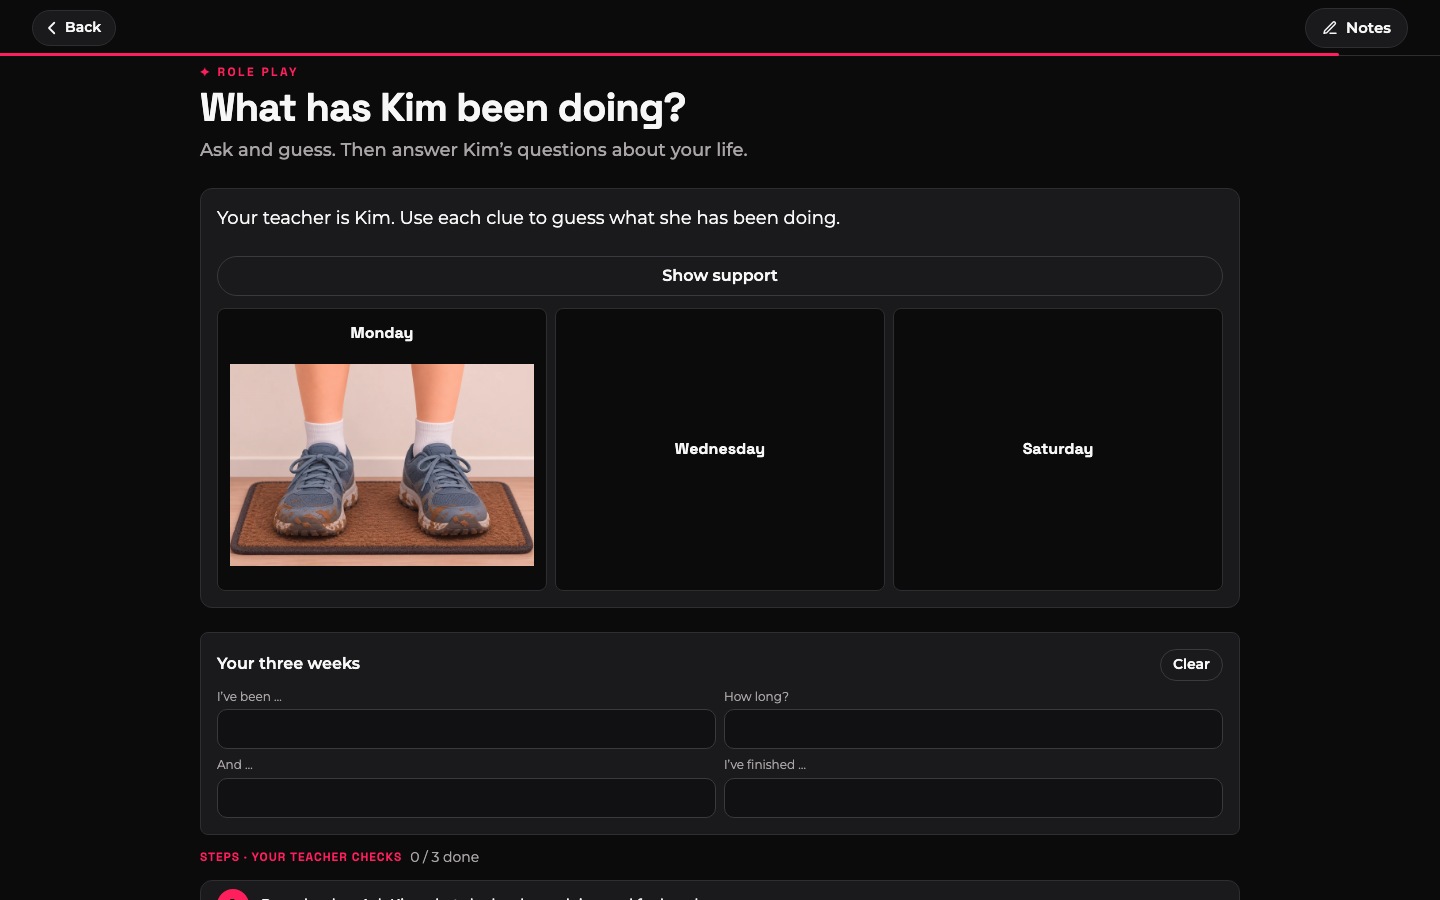 Back
Notes
ROLE PLAY
What has Kim been doing?
Ask and guess. Then answer Kim's questions about your life.
Your teacher is Kim. Use each clue to guess what she has been doing.
Show support
Monday
Wednesday
Saturday
Your three weeks
Clear
I've been ...
How long?
And ...
I've finished ...
STEPS · YOUR TEACHER CHECKS 0 / 3 done